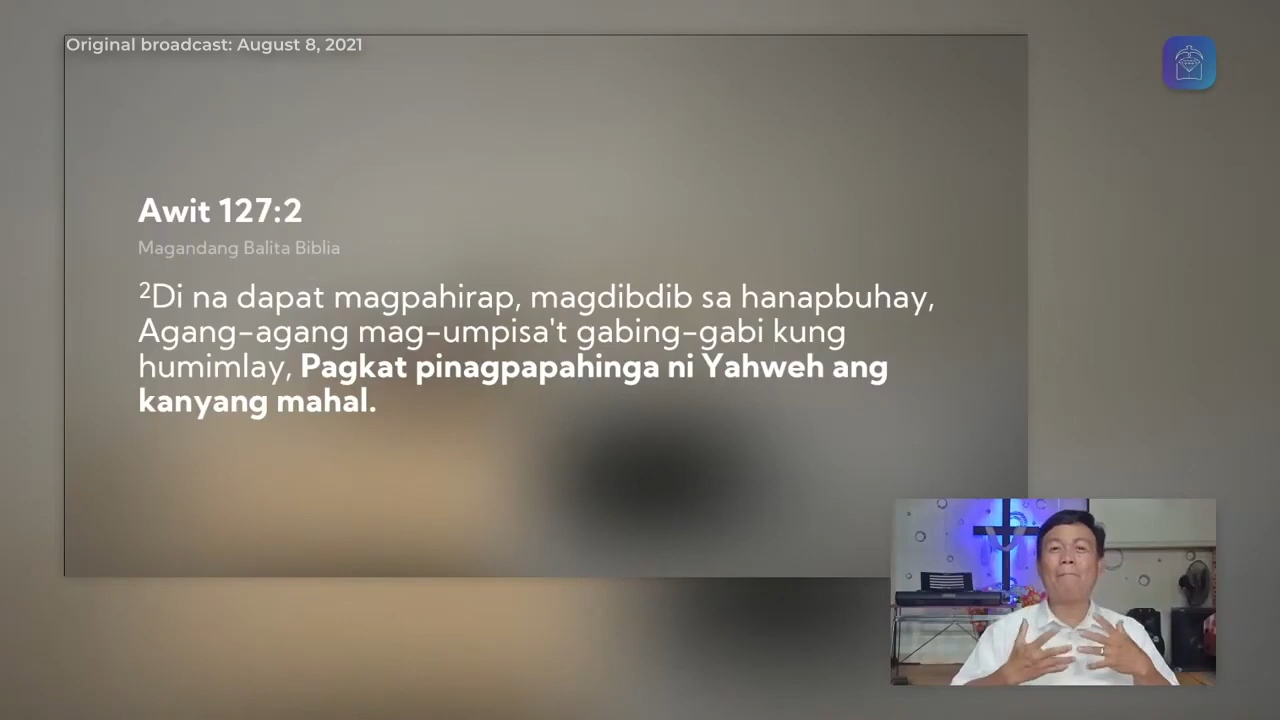 Original broadcast: August 8, 2021
Awit 127:2
Magandang Balita Biblia
²Di na dapat magpahirap, magdibdib sa hanapbuhay,
Agang-agang mag-umpisa't gabing-gabi kung
humimlay, Pagkat pinagpapahinga ni Yahweh ang
kanyang mahal.